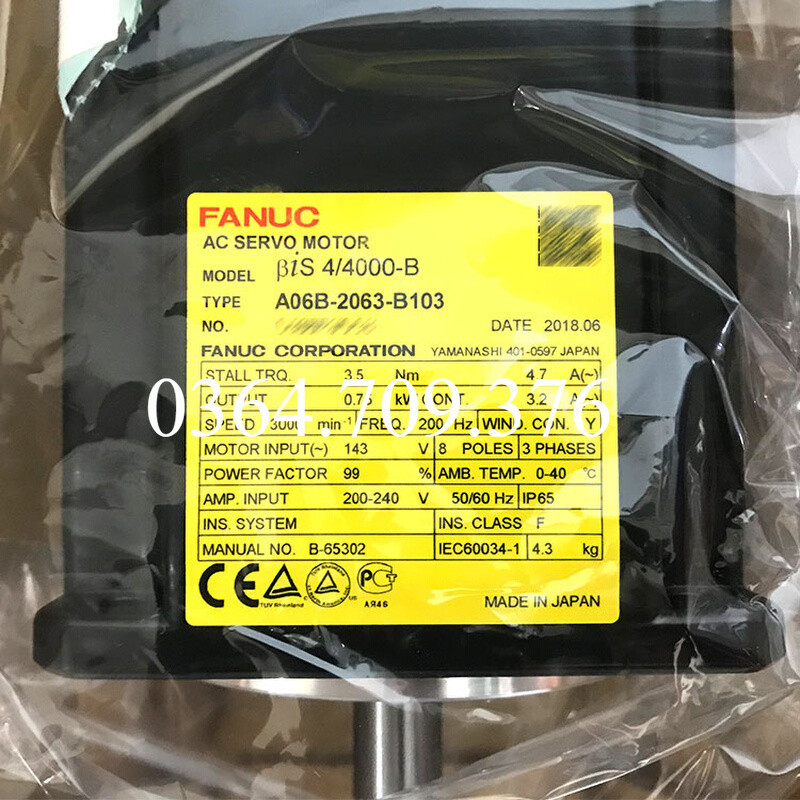 FANUC
AC SERVO MOTOR
MODEL βiS 4/4000-B
TYPE A06B-2063-B103
NO.
DATE 2018.06
FANUC CORPORATION YAMANASHI 401-0597 JAPAN
STALL TRQ. 3.5 Nm 4.7 A(~)
0364.709.376
OUTPUT 0.75 kW CONT. 3.2 A(~)
SPEED 3000 min⁻¹ FREQ. 200 Hz WIND. CON. Y
MOTOR INPUT(~) 143 V 8 POLES 3 PHASES
POWER FACTOR 99 % AMB. TEMP. 0-40 °C
AMP. INPUT 200-240 V 50/60 Hz IP65
INS. SYSTEM INS. CLASS F
MANUAL NO. B-65302 IEC60034-1 4.3 kg
CE TUV Rheinland C US PCT
АЯ46
MADE IN JAPAN